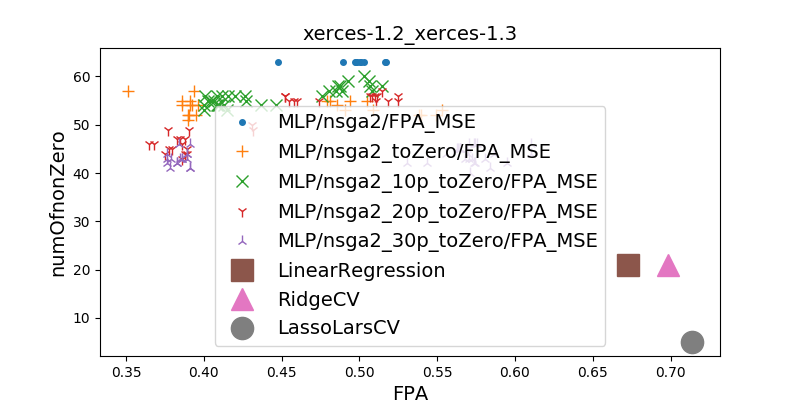 xerces-1.2_xerces-1.3
60
50
40
30
20
10
numOfnonZero
MLP/nsga2/FPA_MSE
MLP/nsga2_toZero/FPA_MSE
MLP/nsga2_10p_toZero/FPA_MSE
MLP/nsga2_20p_toZero/FPA_MSE
MLP/nsga2_30p_toZero/FPA_MSE
LinearRegression
RidgeCV
LassoLarsCV
0.35 0.40 0.45 0.50 0.55 0.60 0.65 0.70
FPA